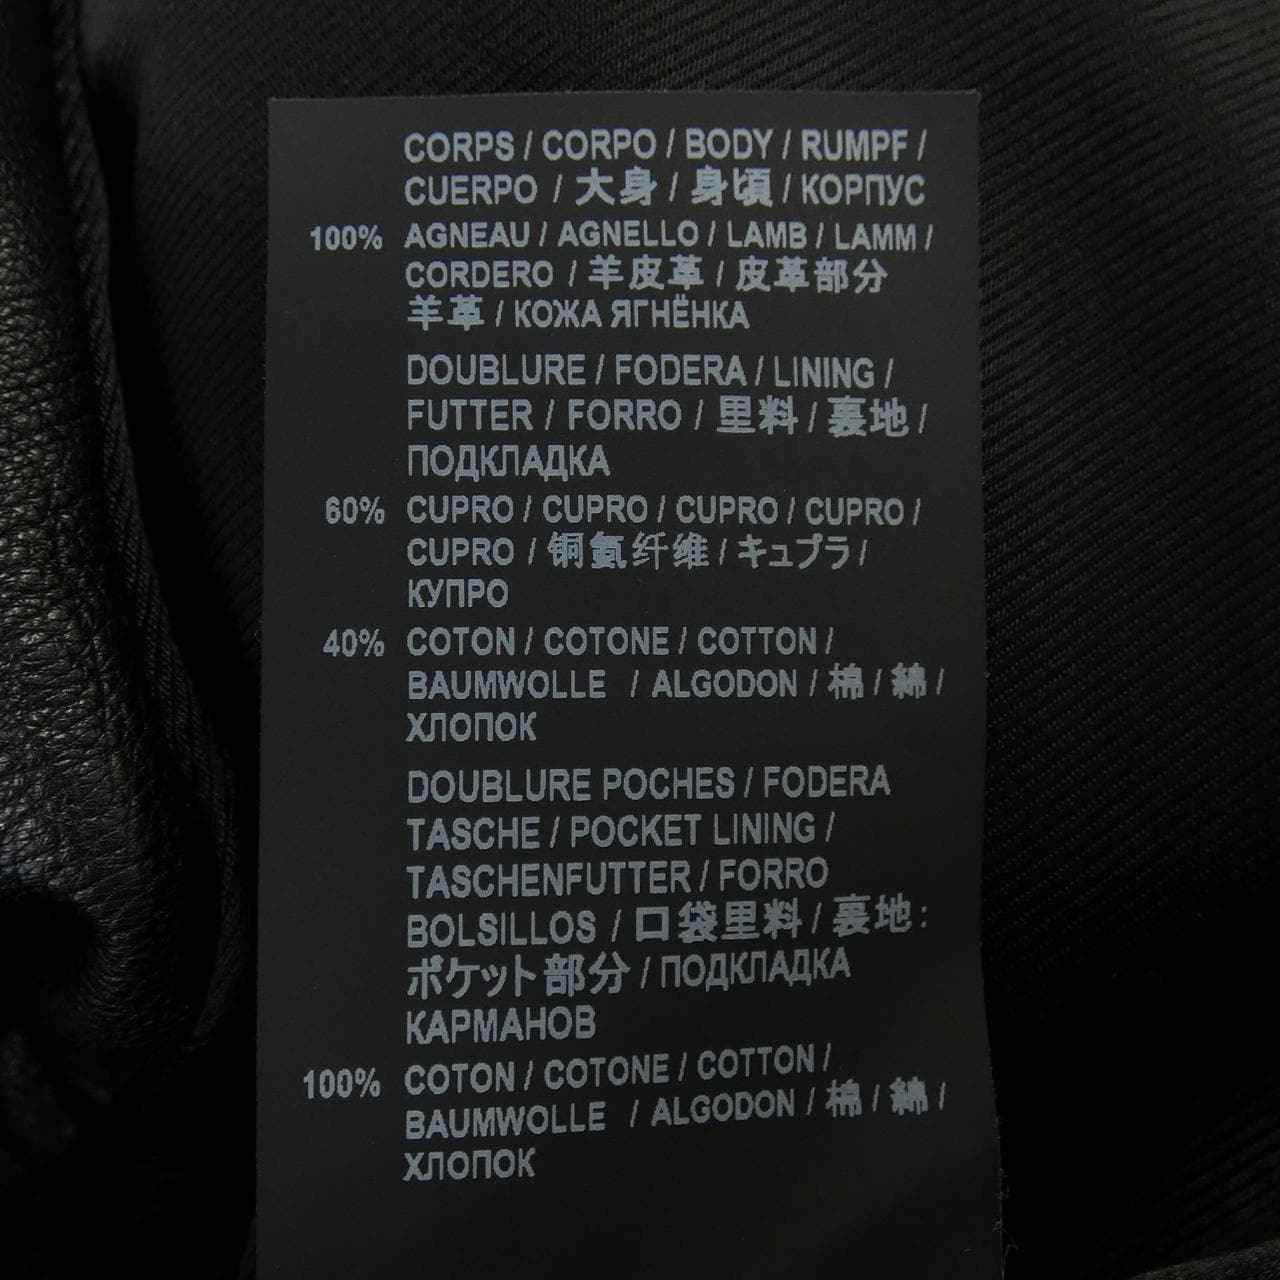 CORPS / CORPO / BODY / RUMPF /
CUERPO / 大身 / 身頃 / КОРПУС
100% AGNEAU / AGNELLO / LAMB / LAMM /
CORDERO / 羊皮革 / 皮革部分
羊革 / КОЖА ЯГНЁНКА
DOUBLURE / FODERA / LINING /
FUTTER / FORRO / 里料 / 裏地 /
ПОДКЛАДКА
60% CUPRO / CUPRO / CUPRO / CUPRO /
CUPRO / 铜氨纤维 / キュプラ /
КУПРО
40% COTON / COTONE / COTTON /
BAUMWOLLE / ALGODON / 棉 / 綿 /
ХЛОПОК
DOUBLURE POCHES / FODERA
TASCHE / POCKET LINING /
TASCHENFUTTER / FORRO
BOLSILLOS / 口袋里料 / 裏地:
ポケット部分 / ПОДКЛАДКА
КАРМАНОВ
100% COTON / COTONE / COTTON /
BAUMWOLLE / ALGODON / 棉 / 綿 /
ХЛОПОК